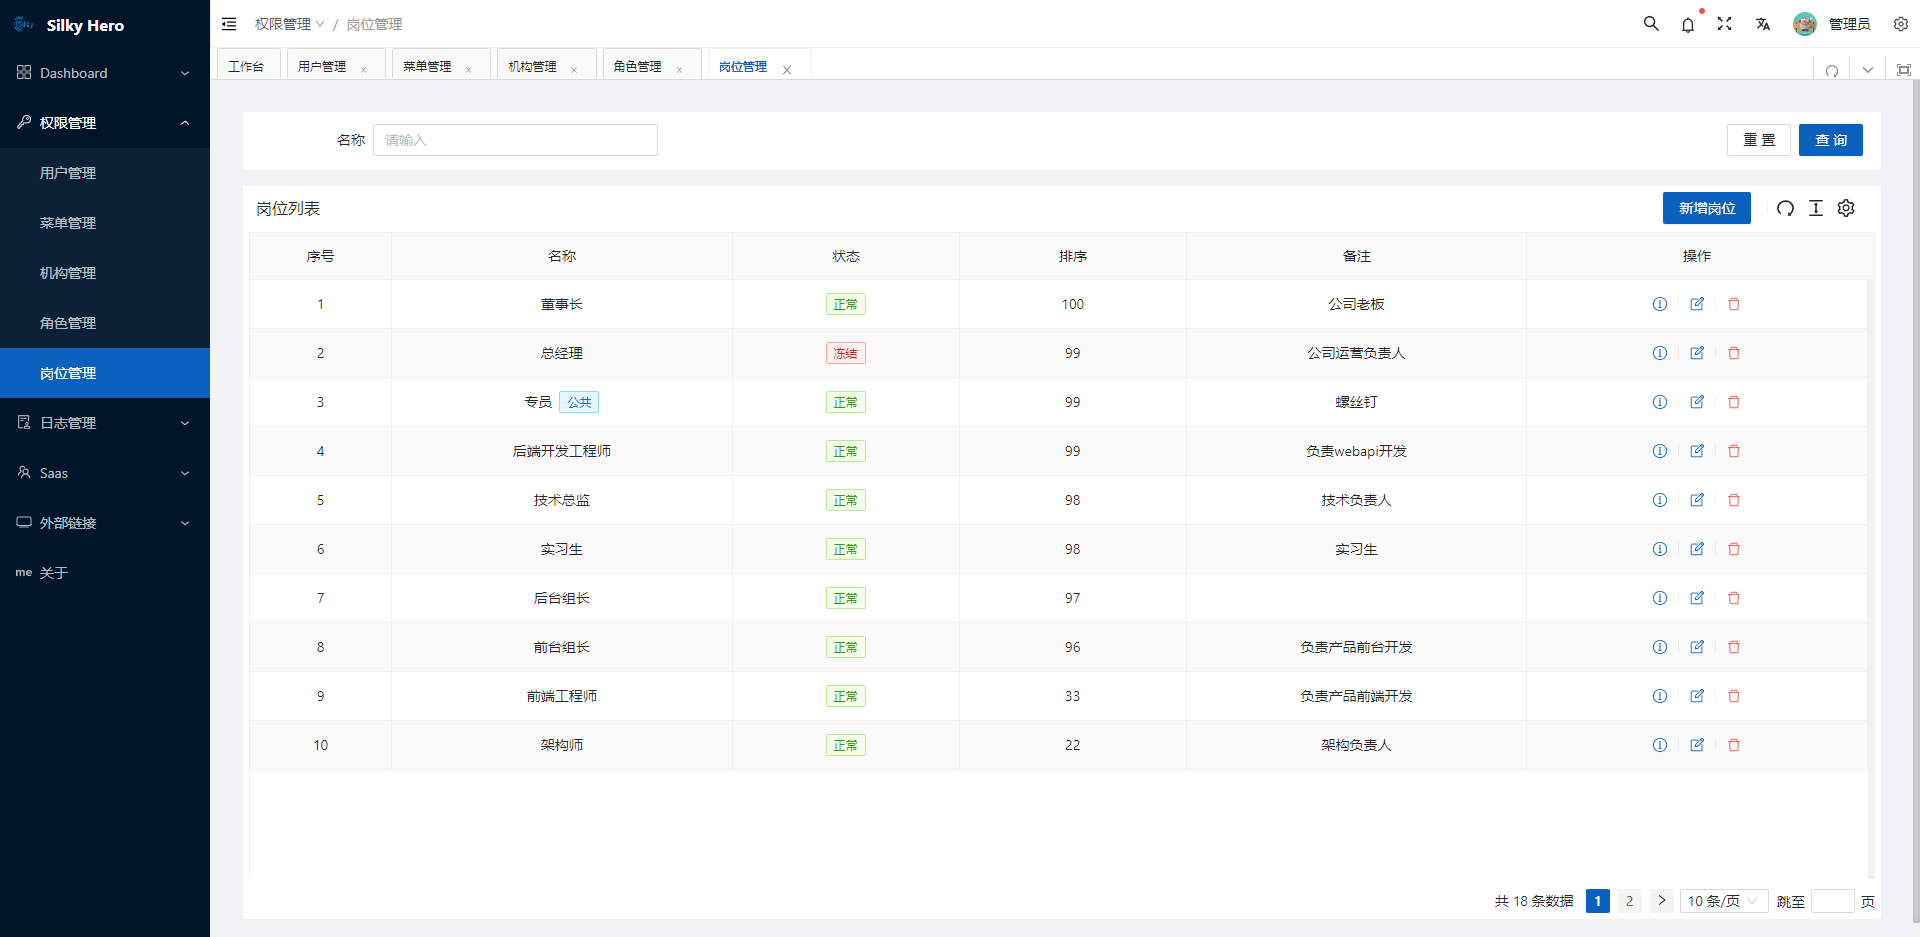 Silky Hero
Dashboard
权限管理
用户管理
菜单管理
机构管理
角色管理
岗位管理
日志管理
Saas
外部链接
me 关于
权限管理 / 岗位管理
管理员
工作台 用户管理 × 菜单管理 × 机构管理 × 角色管理 × 岗位管理 ×
名称 请输入 重 置 查 询
岗位列表 新增岗位
序号 名称 状态 排序 备注 操作
1 董事长 正常 100 公司老板
2 总经理 冻结 99 公司运营负责人
3 专员 公共 正常 99 螺丝钉
4 后端开发工程师 正常 99 负责webapi开发
5 技术总监 正常 98 技术负责人
6 实习生 正常 98 实习生
7 后台组长 正常 97
8 前台组长 正常 96 负责产品前台开发
9 前端工程师 正常 33 负责产品前端开发
10 架构师 正常 22 架构负责人
共 18 条数据 1 2 > 10 条/页 跳至 页